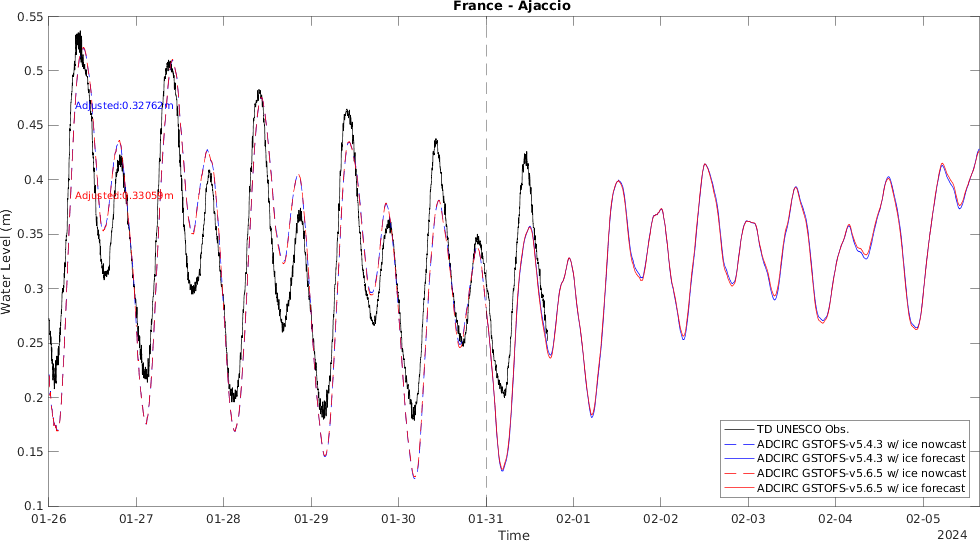 France - Ajaccio
Water Level (m)
0.55
0.5
0.45
0.4
0.35
0.3
0.25
0.2
0.15
0.1
Adjusted:0.32762m
Adjusted:0.33059m
TD UNESCO Obs.
ADCIRC GSTOFS-v5.4.3 w/ ice nowcast
ADCIRC GSTOFS-v5.4.3 w/ ice forecast
ADCIRC GSTOFS-v5.6.5 w/ ice nowcast
ADCIRC GSTOFS-v5.6.5 w/ ice forecast
01-26 01-27 01-28 01-29 01-30 01-31 02-01 02-02 02-03 02-04 02-05
Time
2024